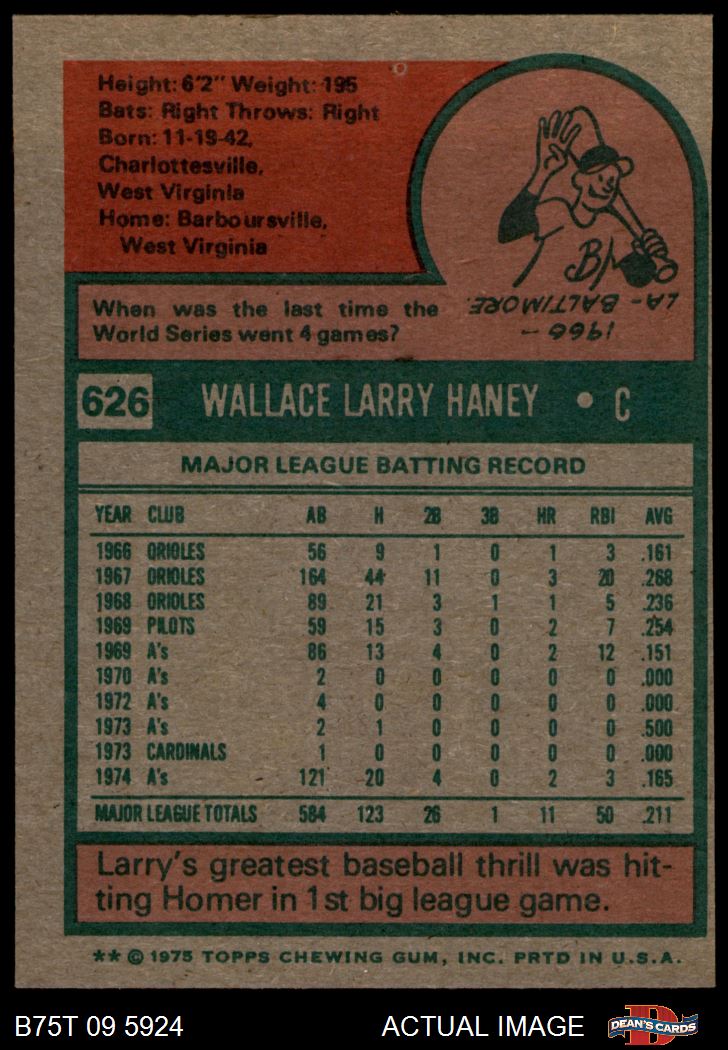 Height: 6'2" Weight: 195
Bats: Right Throws: Right
Born: 11-19-42,
Charlottesville,
West Virginia
Home: Barboursville,
West Virginia
B
When was the last time the
World Series went 4 games?
1966 -
LA - BALTIMORE.
626 WALLACE LARRY HANEY • C
MAJOR LEAGUE BATTING RECORD
YEAR CLUB AB H 2B 3B HR RBI AVG
1966 ORIOLES 56 9 1 0 1 3 .161
1967 ORIOLES 164 44 11 0 3 20 .268
1968 ORIOLES 89 21 3 1 1 5 .236
1969 PILOTS 59 15 3 0 2 7 .254
1969 A's 86 13 4 0 2 12 .151
1970 A's 2 0 0 0 0 0 .000
1972 A's 4 0 0 0 0 0 .000
1973 A's 2 1 0 0 0 0 .500
1973 CARDINALS 1 0 0 0 0 0 .000
1974 A's 121 20 4 0 2 3 .165
MAJOR LEAGUE TOTALS 584 123 26 1 11 50 .211
Larry's greatest baseball thrill was hit-
ting Homer in 1st big league game.
** © 1975 TOPPS CHEWING GUM, INC. PRTD IN U.S.A.
B75T 09 5924 ACTUAL IMAGE
D
DEAN'S CARDS